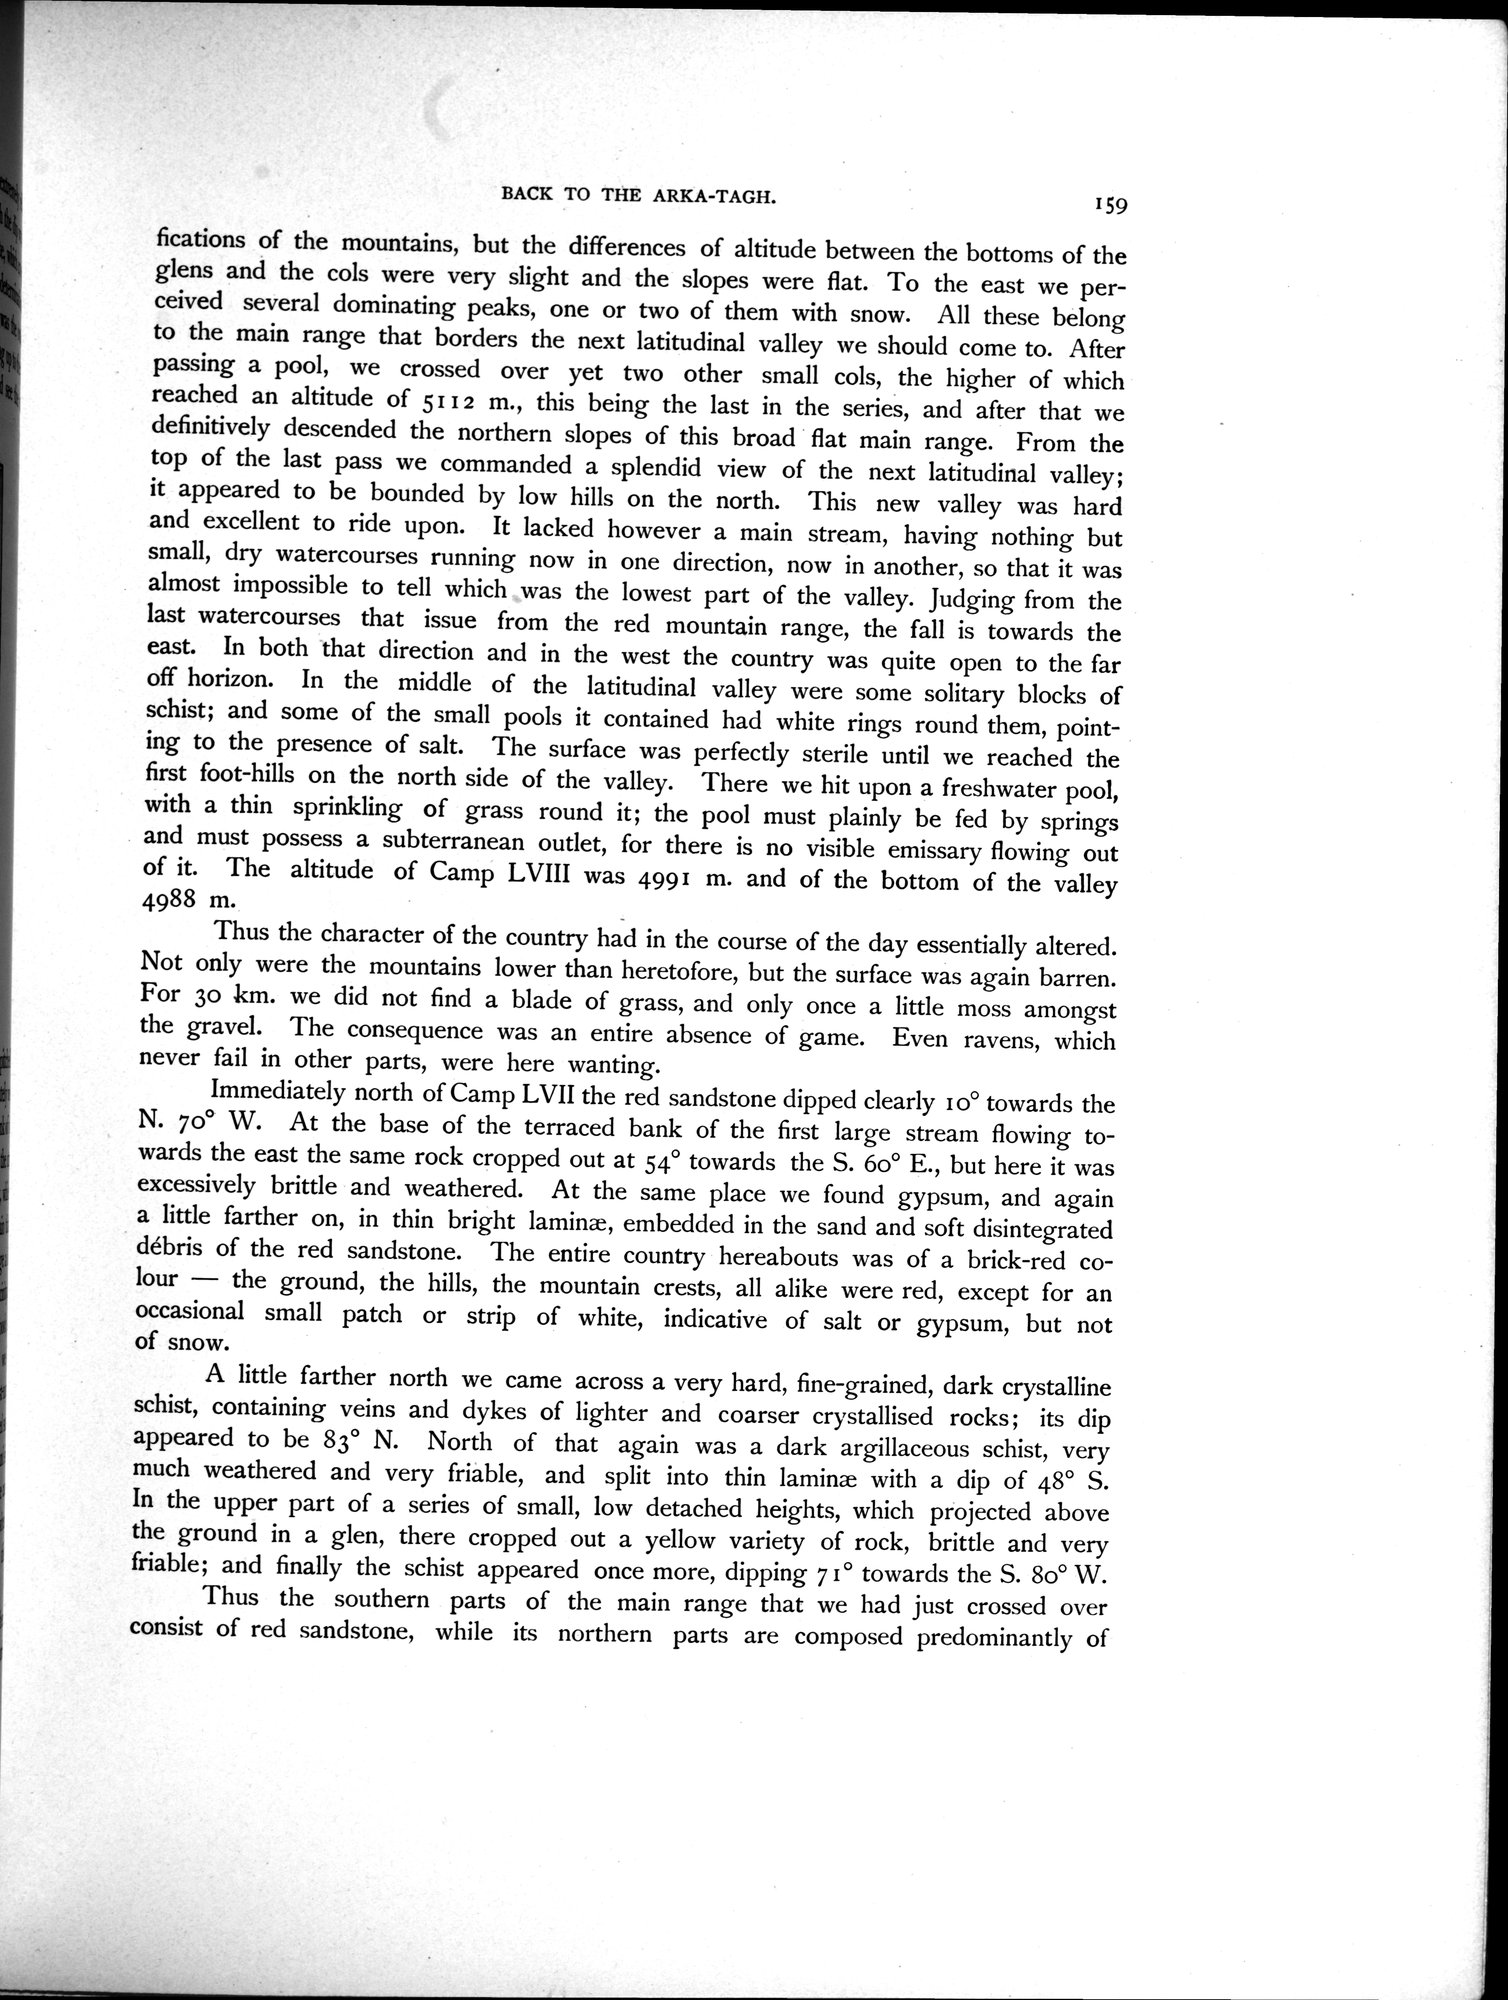 BACK TO THE ARKA-TAGH.
159
fications of the mountains, but the differences of altitude between the bottoms of the
glens and the cols were very slight and the slopes were flat. To the east we per-
ceived several dominating peaks, one or two of them with snow. All these belong
to the main range that borders the next latitudinal valley we should come to. After
passing a pool, we crossed over yet two other small cols, the higher of which
reached an altitude of 5112 m., this being the last in the series, and after that we
definitively descended the northern slopes of this broad flat main range. From the
top of the last pass we commanded a splendid view of the next latitudinal valley;
it appeared to be bounded by low hills on the north. This new valley was hard
and excellent to ride upon. It lacked however a main stream, having nothing but
small, dry watercourses running now in one direction, now in another, so that it was
almost impossible to tell which was the lowest part of the valley. Judging from the
last watercourses that issue from the red mountain range, the fall is towards the
east. In both that direction and in the west the country was quite open to the far
off horizon. In the middle of the latitudinal valley were some solitary blocks of
schist; and some of the small pools it contained had white rings round them, point-
ing to the presence of salt. The surface was perfectly sterile until we reached the
first foot-hills on the north side of the valley. There we hit upon a freshwater pool,
with a thin sprinkling of grass round it; the pool must plainly be fed by springs
and must possess a subterranean outlet, for there is no visible emissary flowing out
of it. The altitude of Camp LVIII was 4991 m. and of the bottom of the valley
4988 m.
Thus the character of the country had in the course of the day essentially altered.
Not only were the mountains lower than heretofore, but the surface was again barren.
For 30 km. we did not find a blade of grass, and only once a little moss amongst
the gravel. The consequence was an entire absence of game. Even ravens, which
never fail in other parts, were here wanting.
Immediately north of Camp LVII the red sandstone dipped clearly 10° towards the
N. 70° W. At the base of the terraced bank of the first large stream flowing to-
wards the east the same rock cropped out at 54° towards the S. 60° E., but here it was
excessively brittle and weathered. At the same place we found gypsum, and again
a little farther on, in thin bright laminæ, embedded in the sand and soft disintegrated
débris of the red sandstone. The entire country hereabouts was of a brick-red co-
lour — the ground, the hills, the mountain crests, all alike were red, except for an
occasional small patch or strip of white, indicative of salt or gypsum, but not
of snow.
A little farther north we came across a very hard, fine-grained, dark crystalline
schist, containing veins and dykes of lighter and coarser crystallised rocks; its dip
appeared to be 83° N. North of that again was a dark argillaceous schist, very
much weathered and very friable, and split into thin laminæ with a dip of 48° S.
In the upper part of a series of small, low detached heights, which projected above
the ground in a glen, there cropped out a yellow variety of rock, brittle and very
friable; and finally the schist appeared once more, dipping 71° towards the S. 80° W.
Thus the southern parts of the main range that we had just crossed over
consist of red sandstone, while its northern parts are composed predominantly of